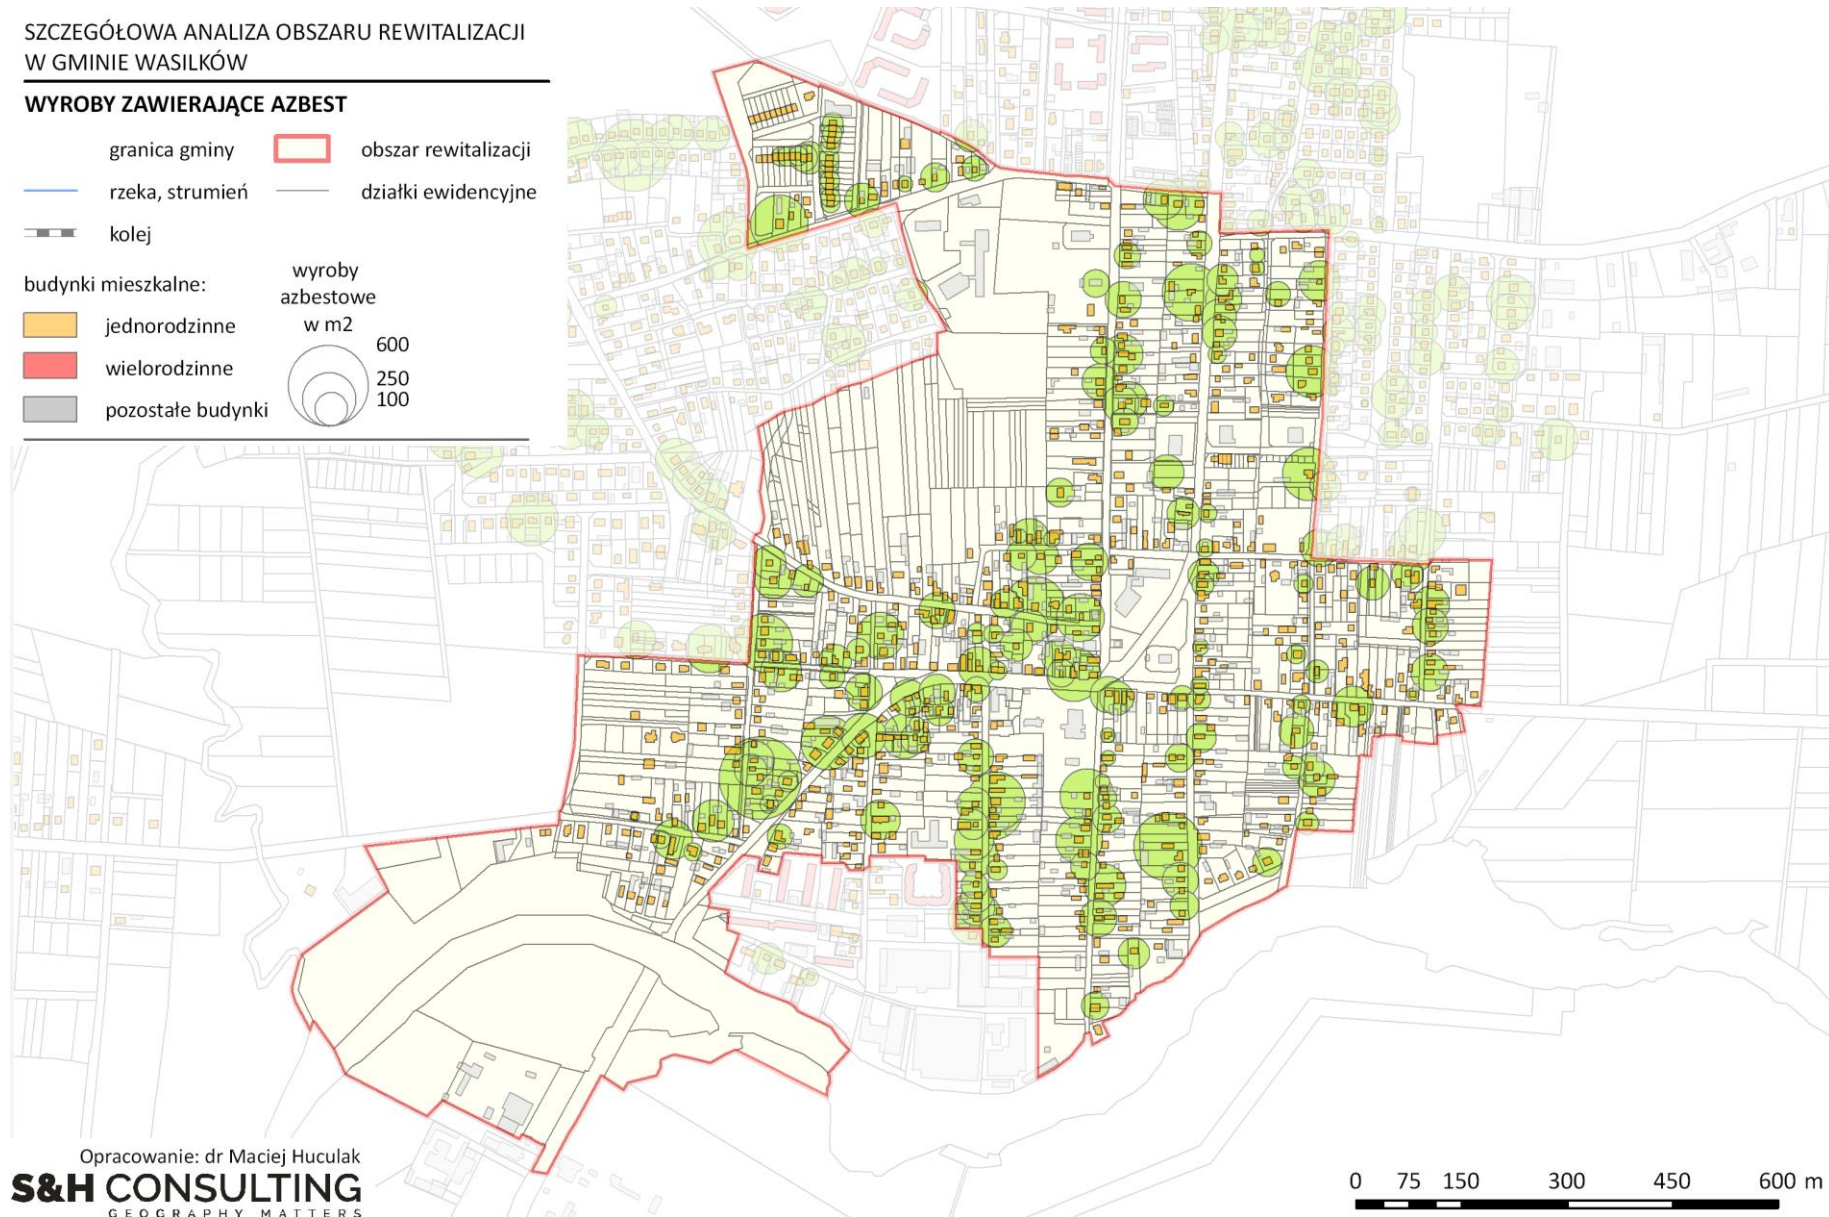 SZCZEGÓŁOWA ANALIZA OBSZARU REWITALIZACJI
W GMINIE WASILKÓW
WYROBY ZAWIERAJĄCE AZBEST
granica gminy
obszar rewitalizacji
rzeka, strumień
działki ewidencyjne
kolej
budynki mieszkalne:
jednorodzinne
wielorodzinne
pozostałe budynki
wyroby
azbestowe
w m2
600
250
100
Opracowanie: dr Maciej Huculak
S&H CONSULTING
GEOGRAPHY MATTERS
0 75 150 300 450 600 m